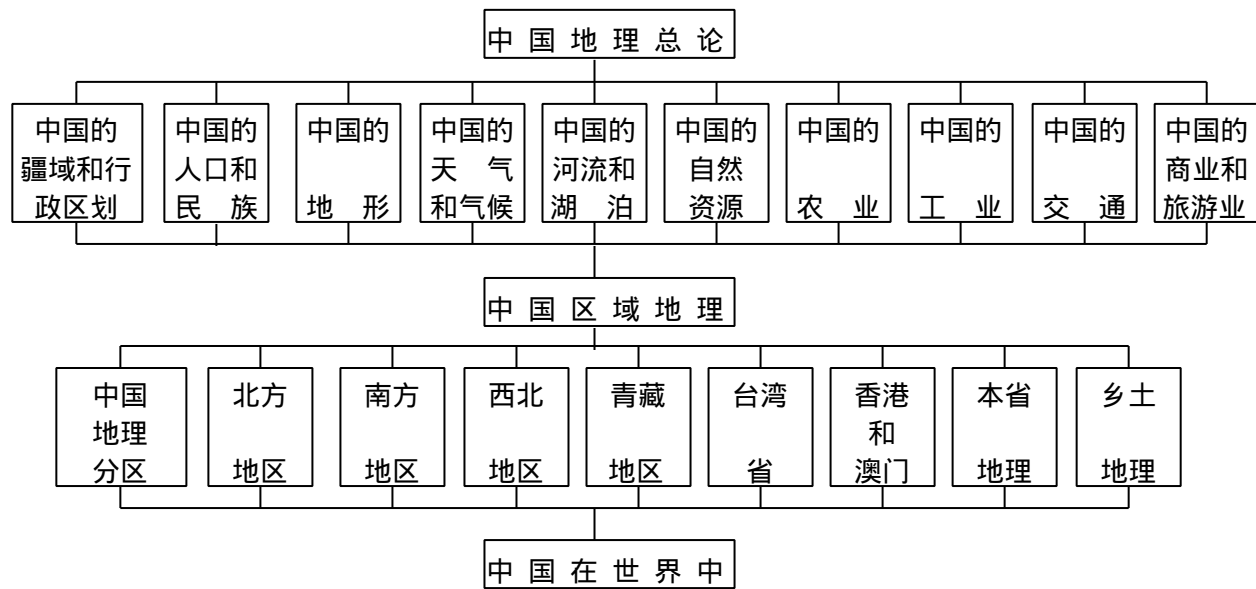 中国地理总论
中国的
疆域和行
政区划
中国的
人口和
民 族
中国的
地 形
中国的
天 气
和气候
中国的
河流和
湖 泊
中国的
自然
资源
中国的
农 业
中国的
工 业
中国的
交 通
中国的
商业和
旅游业
中国区域地理
中国
地理
分区
北方
地区
南方
地区
西北
地区
青藏
地区
台湾
省
香港
和
澳门
本省
地理
乡土
地理
中国在世界中